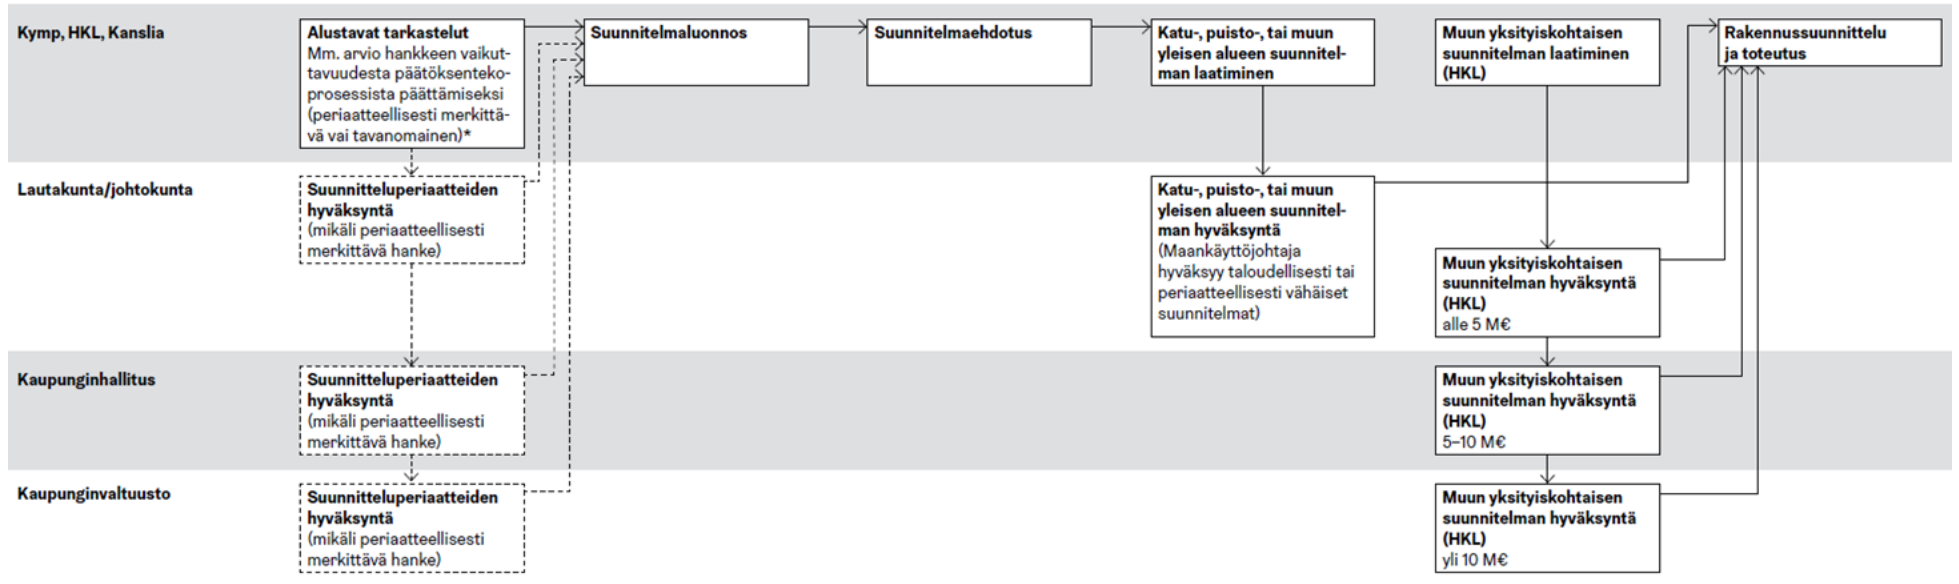 Kymp, HKL, Kanslia
Alustavat tarkastelut
Mm. arvio hankkeen vaikut-
tavuudesta päätöksenteko-
prosessista päättämiseksi
(periaatteellisesti merkittä-
vä vai tavanomainen)*
Suunnitelmaluonnos
Suunnitelmaehdotus
Katu-, puisto-, tai muun
yleisen alueen suunnitel-
man laatiminen
Muun yksityiskohtaisen
suunnitelman laatiminen
(HKL)
Rakennussuunnittelu
ja toteutus
Lautakunta/johtokunta
Suunnitteluperiaatteiden
hyväksyntä
(mikäli periaatteellisesti
merkittävä hanke)
Katu-, puisto-, tai muun
yleisen alueen suunnitel-
man hyväksyntä
(Maankäyttöjohtaja
hyväksyy taloudellisesti tai
periaatteellisesti vähäiset
suunnitelmat)
Muun yksityiskohtaisen
suunnitelman hyväksyntä
(HKL)
alle 5 M€
Kaupunginhallitus
Suunnitteluperiaatteiden
hyväksyntä
(mikäli periaatteellisesti
merkittävä hanke)
Muun yksityiskohtaisen
suunnitelman hyväksyntä
(HKL)
5–10 M€
Kaupunginvaltuusto
Suunnitteluperiaatteiden
hyväksyntä
(mikäli periaatteellisesti
merkittävä hanke)
Muun yksityiskohtaisen
suunnitelman hyväksyntä
(HKL)
yli 10 M€